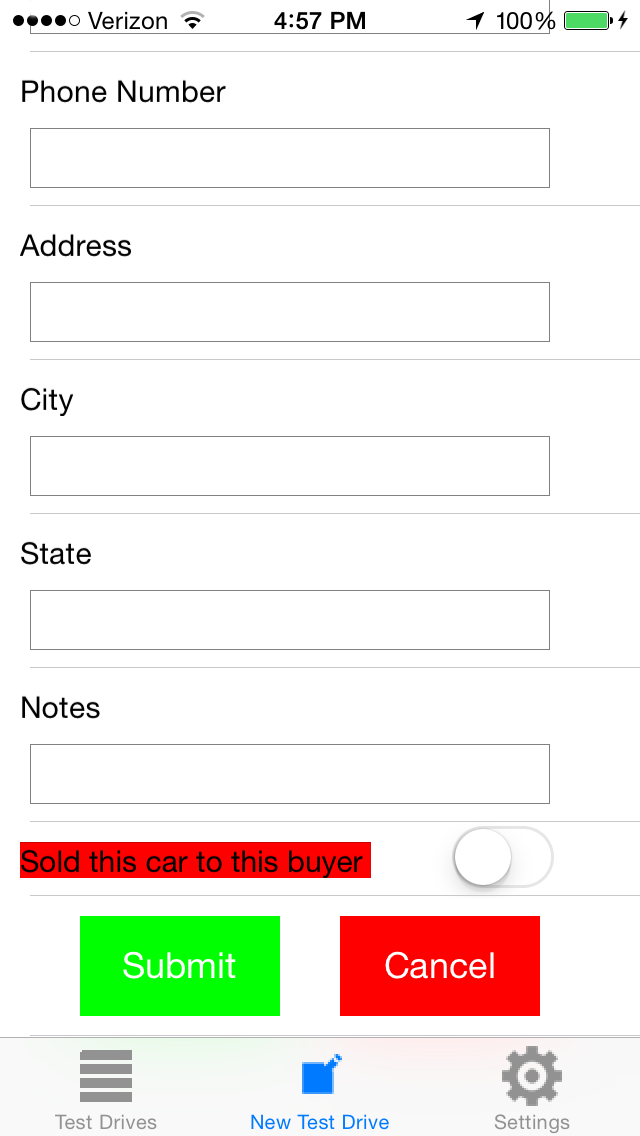 Verizon 4:57 PM 100%
Phone Number
Address
City
State
Notes
Sold this car to this buyer
Submit Cancel
Test Drives New Test Drive Settings